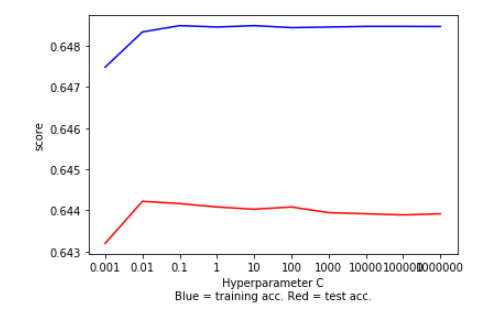 0.648
0.647
0.646
0.645
0.644
0.643
score
0.001 0.01 0.1 1 10 100 1000 10000 100000 1000000
Hyperparameter C
Blue = training acc. Red = test acc.